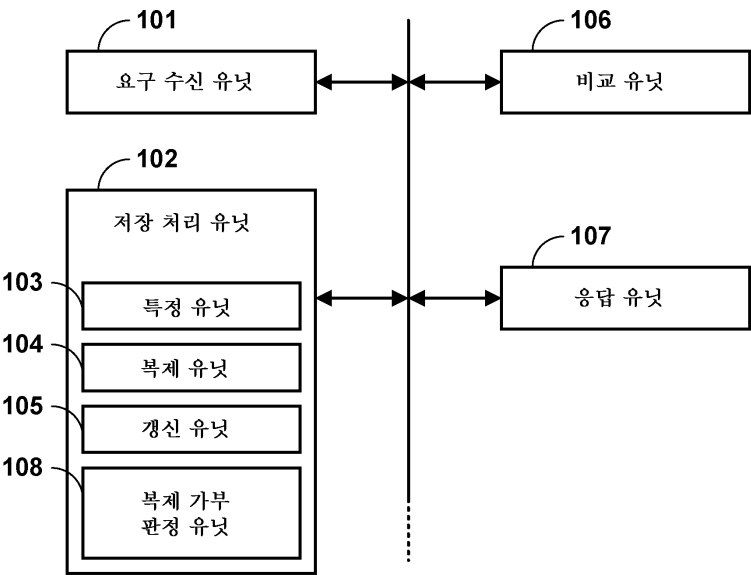 101
요구 수신 유닛
106
비교 유닛
102
저장 처리 유닛
103
특정 유닛
104
복제 유닛
105
갱신 유닛
108
복제 가부
판정 유닛
107
응답 유닛